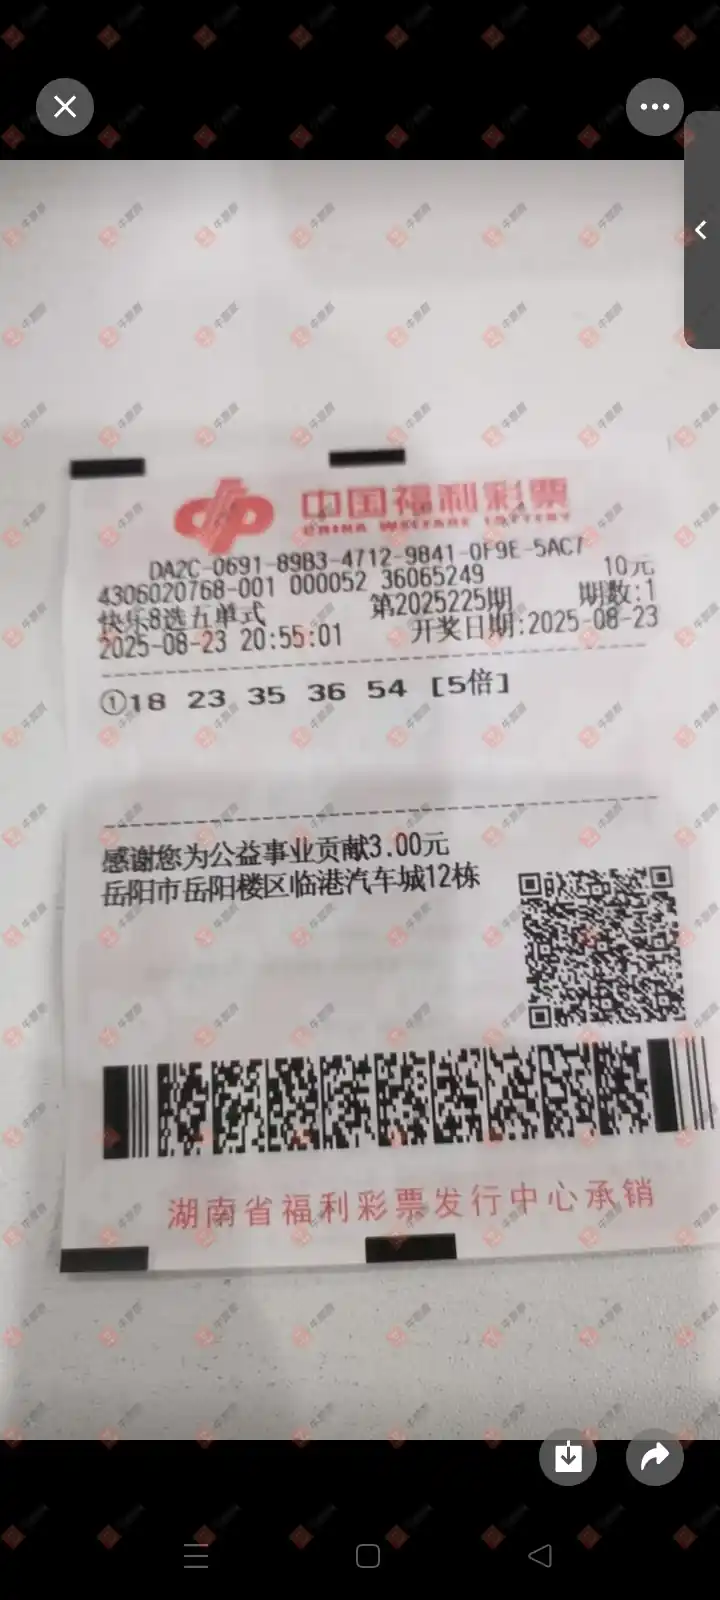 中国福利彩票
CHINA WELFARE LOTTERY
DA2C-0691-89B3-4712-9841-0F9E-5AC7
4306020768-001 000052 36065249 10元
快乐8选五单式 第2025225期 期数:1
2025-08-23 20:55:01 开奖日期:2025-08-23
①18 23 35 36 54 [5倍]
感谢您为公益事业贡献3.00元
岳阳市岳阳楼区临港汽车城12栋
湖南省福利彩票发行中心承销